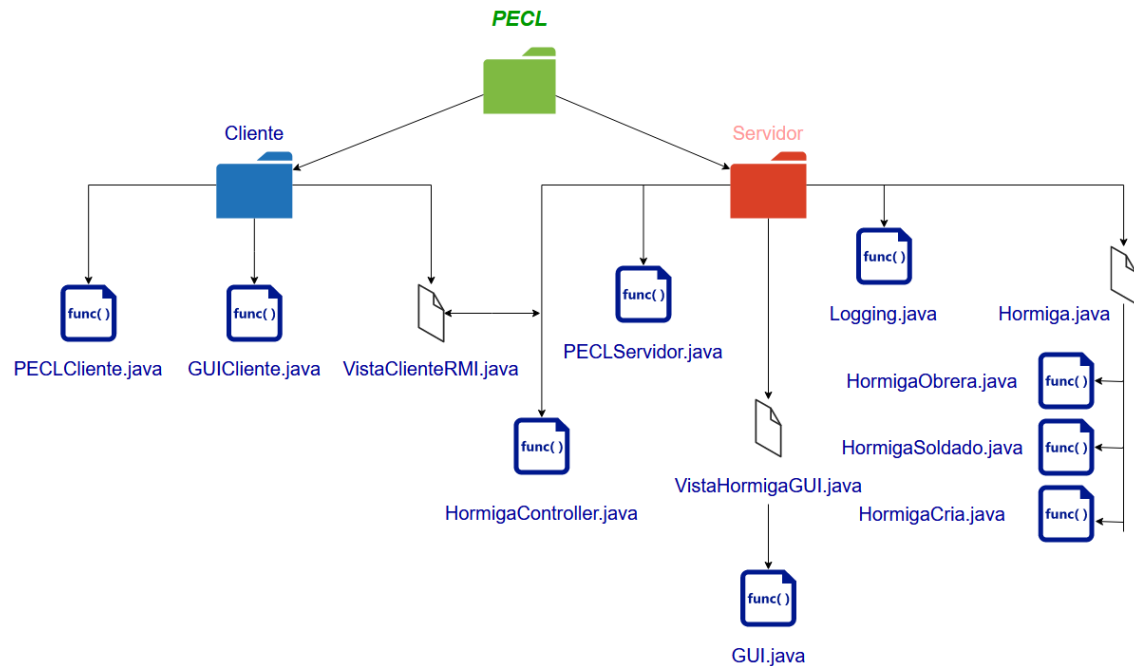 PECL
Cliente
Servidor
func( )
PECLCliente.java
func( )
GUICliente.java
VistaClienteRMI.java
func( )
HormigaController.java
func( )
PECLServidor.java
VistaHormigaGUI.java
func( )
GUI.java
func( )
Logging.java
Hormiga.java
HormigaObrera.java
func( )
HormigaSoldado.java
func( )
HormigaCria.java
func( )